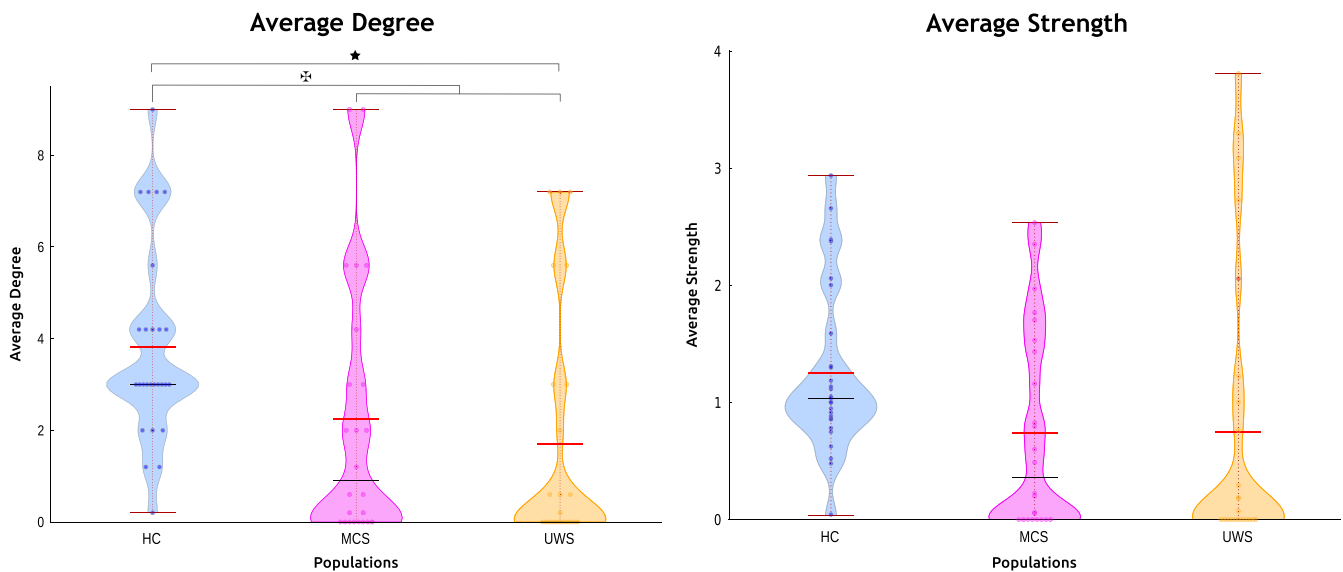 Average Degree
Average Degree
8
6
4
2
0
HC
MCS
UWS
Populations
Average Strength
Average Strength
4
3
2
1
0
HC
MCS
UWS
Populations